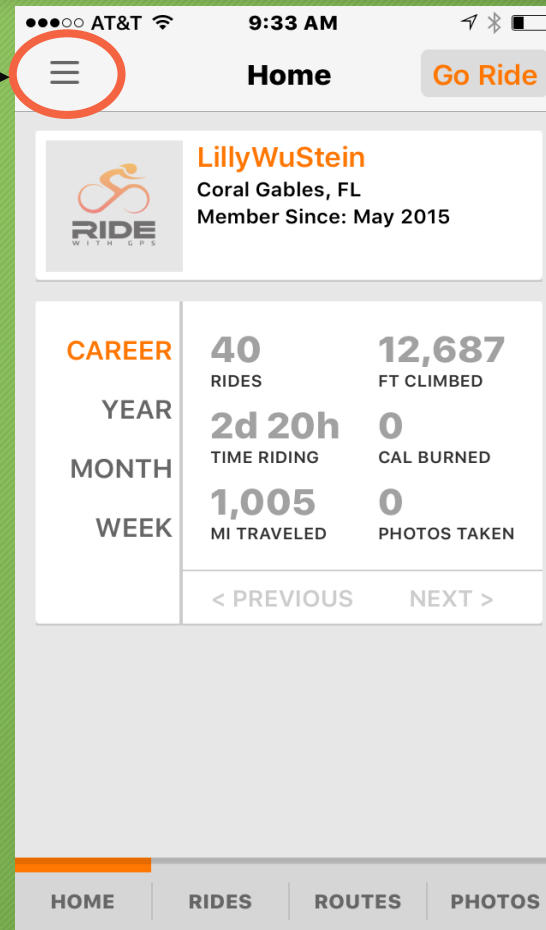 AT&T 9:33 AM
Home Go Ride
LillyWuStein
Coral Gables, FL
Member Since: May 2015
RIDE
WITH GPS
CAREER
YEAR
MONTH
WEEK
40 12,687
RIDES FT CLIMBED
2d 20h 0
TIME RIDING CAL BURNED
1,005 0
MI TRAVELED PHOTOS TAKEN
< PREVIOUS NEXT >
HOME RIDES ROUTES PHOTOS